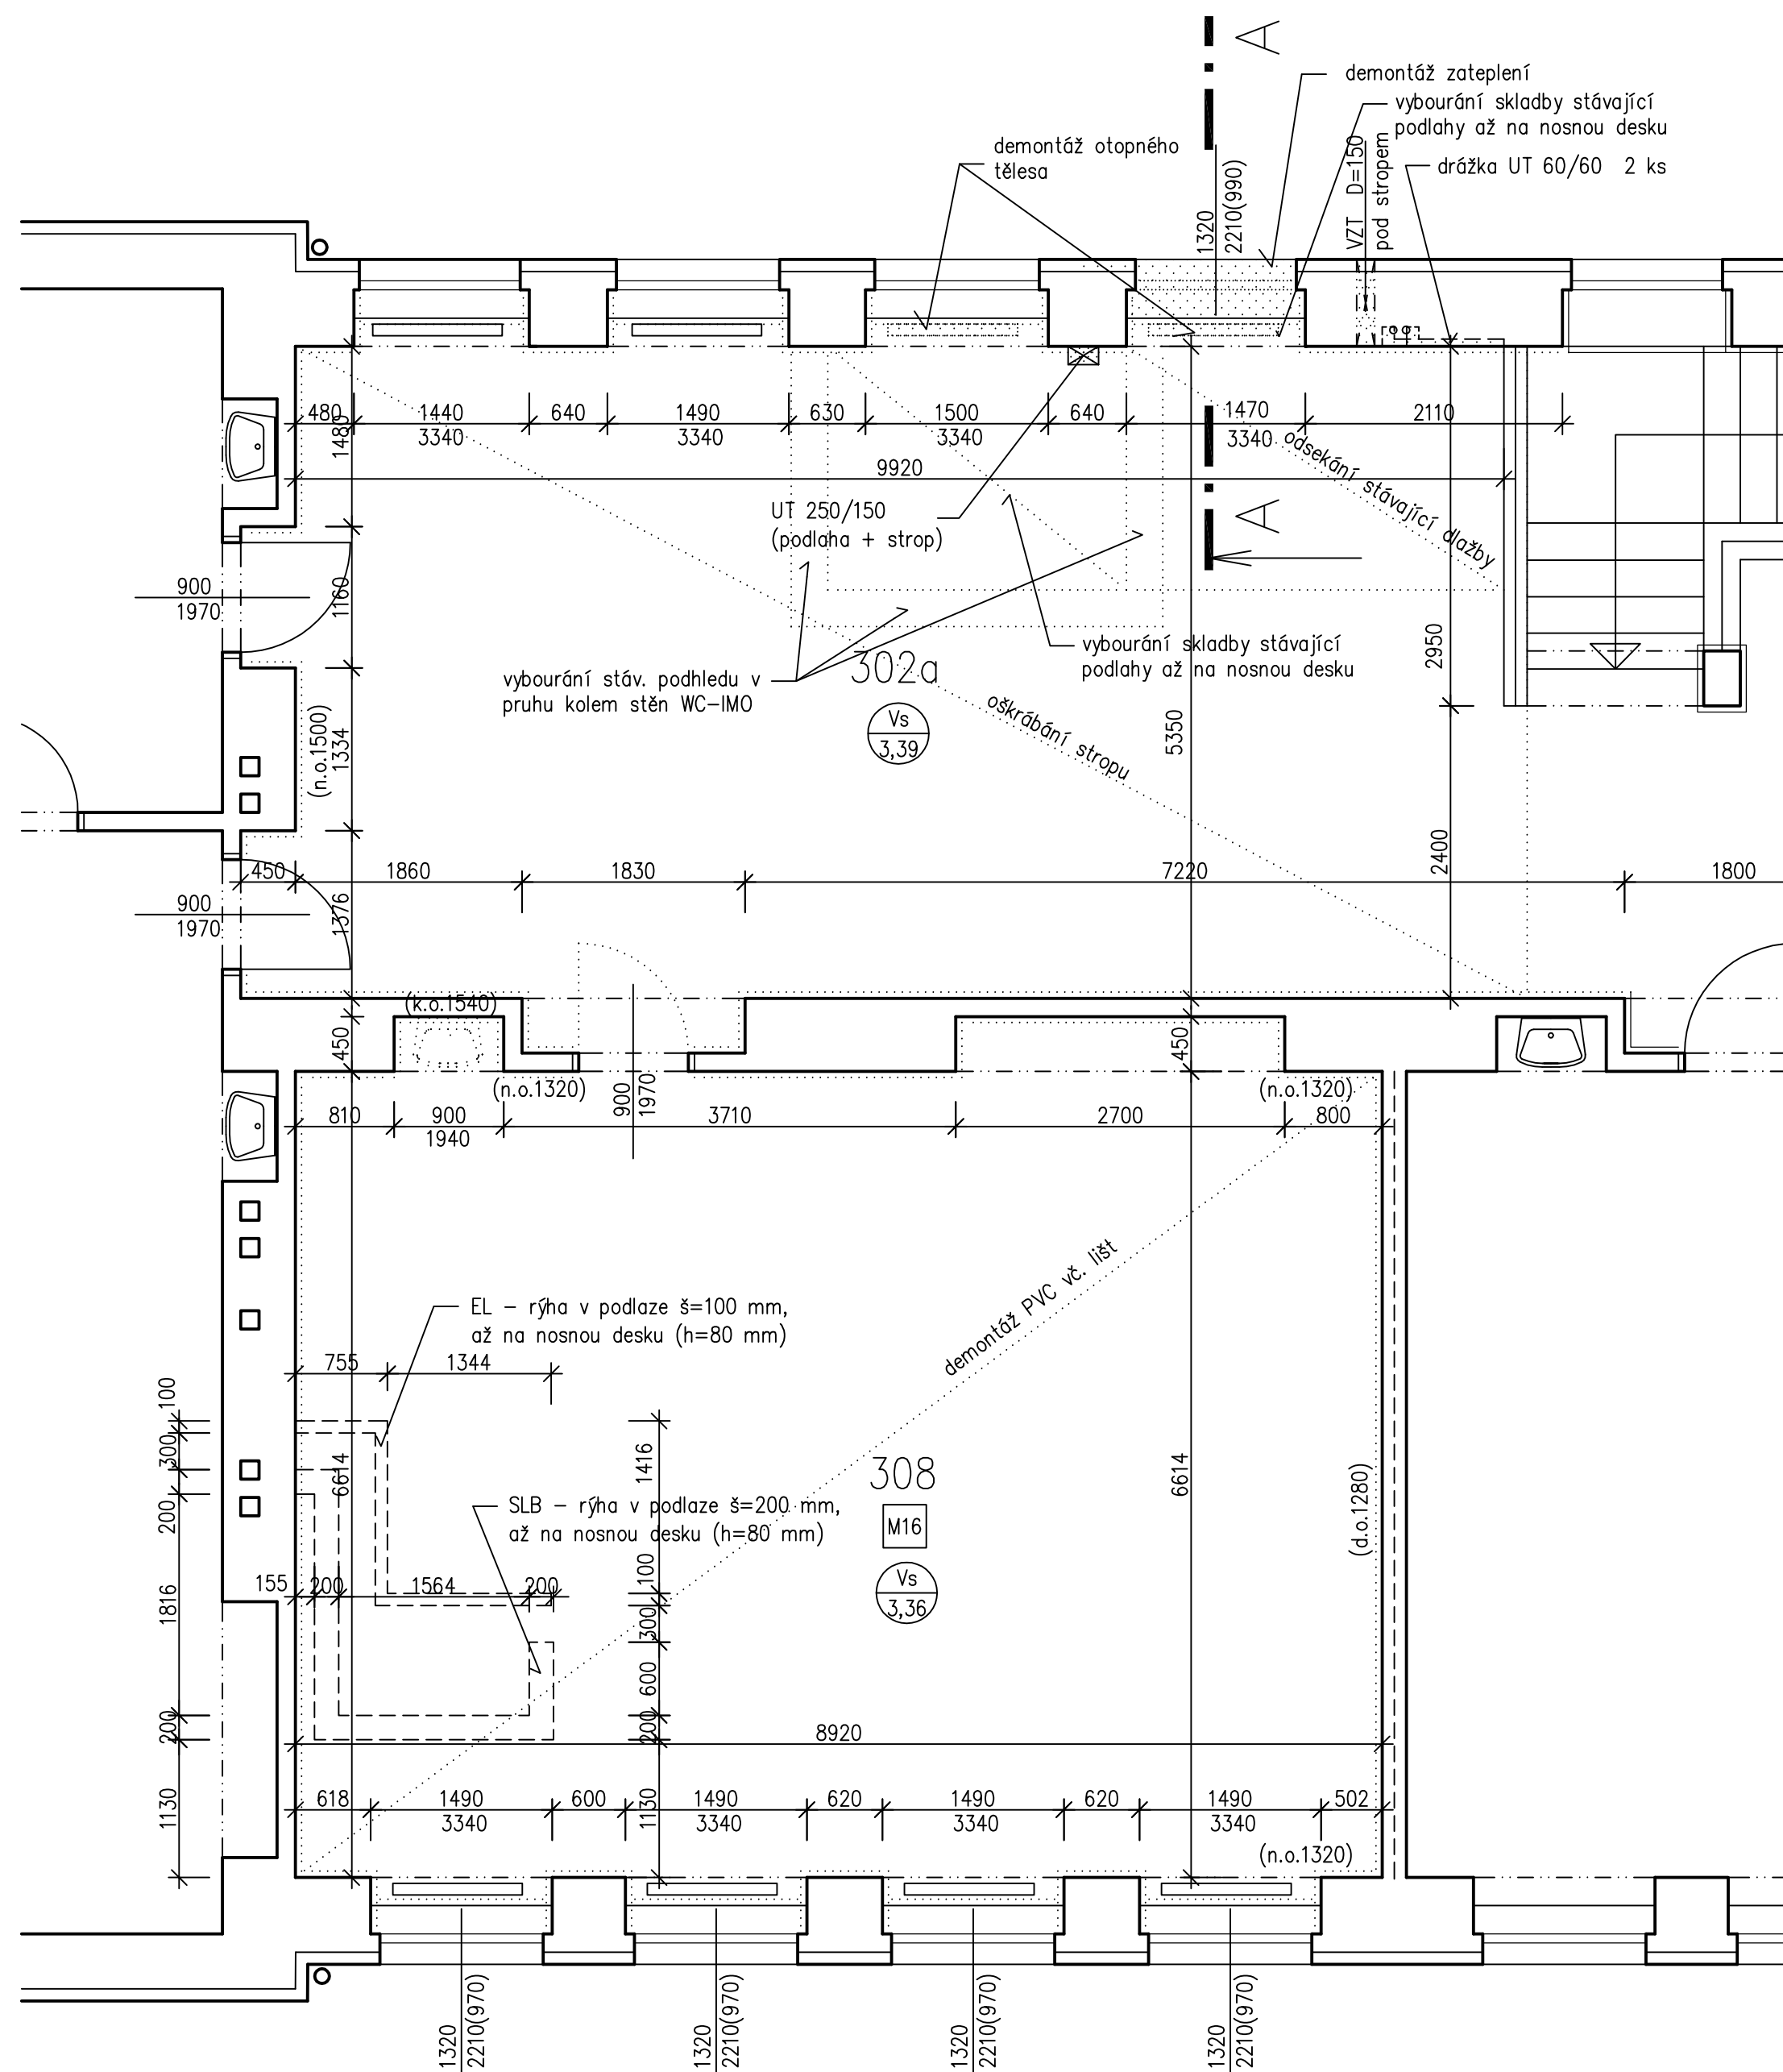 A
demontáž zateplení
vybourání skladby stávající
podlahy až na nosnou desku
demontáž otopného
tělesa
drážka UT 60/60 2 ks
1320
2210(990)
VZT D=150
pod stropem
480
1440
3340
640
1490
3340
630
1500
3340
640
1470
3340
2110
1480
9920
odsekání stávající dlažby
UT 250/150
(podlaha + strop)
A
900
1970
1160
vybourání skladby stávající
podlahy až na nosnou desku
2950
302a
vybourání stáv. podhledu v
pruhu kolem stěn WC-IMO
Vs
3,39
oškrábání stropu
5350
(n.o.1500)
1334
2400
450
1860
1830
7220
1800
900
1970
1376
(k.o.1540)
450
450
(n.o.1320)
900
1970
(n.o.1320)
810
900
1940
3710
2700
800
demontáž PVC vč. lišt
EL - rýha v podlaze š=100 mm,
až na nosnou desku (h=80 mm)
755
1344
100
300
200
1816
200
1130
6614
1416
6614
308
M16
Vs
3,36
(d.o.1280)
SLB - rýha v podlaze š=200 mm,
až na nosnou desku (h=80 mm)
155
200
1564
200
100
300
600
200
1130
8920
618
1490
3340
600
1490
3340
620
1490
3340
620
1490
3340
502
(n.o.1320)
1320
2210(970)
1320
2210(970)
1320
2210(970)
1320
2210(970)